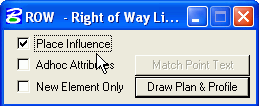 ROW - Right of Way Li...
Place Influence
Adhoc Attributes
Match Point Text
New Element Only
Draw Plan & Profile